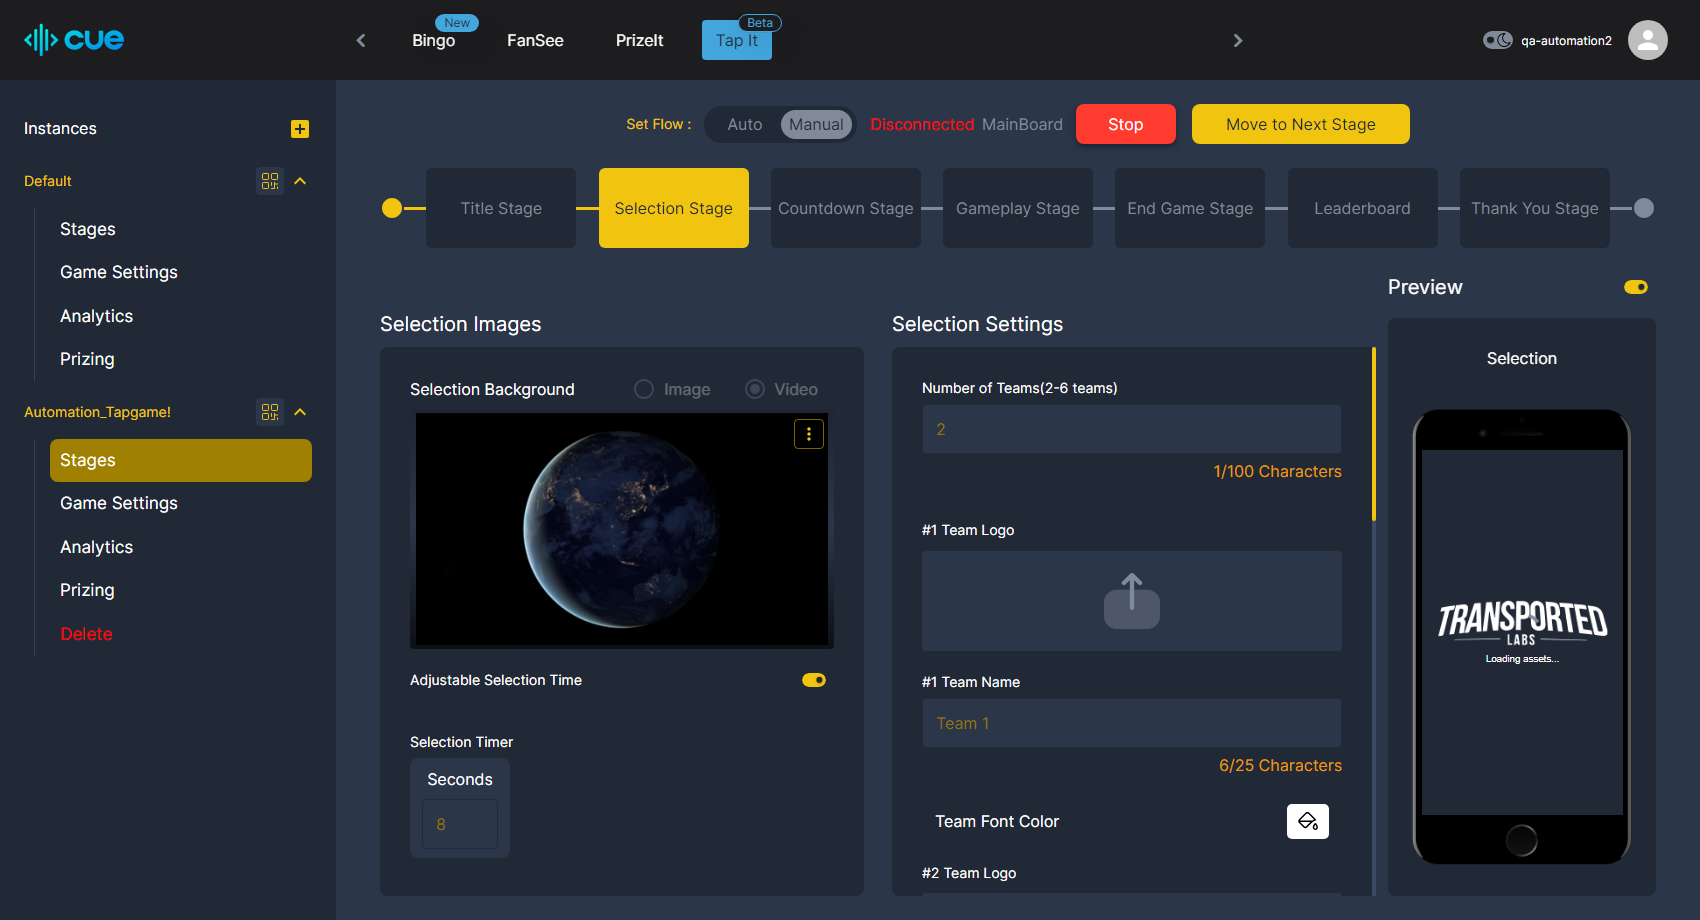 cue
New
Bingo
FanSee
PrizeIt
Beta
Tap It
qa-automation2
Instances
Default
Stages
Game Settings
Analytics
Prizing
Automation_Tapgame!
Stages
Game Settings
Analytics
Prizing
Delete
Set Flow :
Auto
Manual
Disconnected MainBoard
Stop
Move to Next Stage
Title Stage
Selection Stage
Countdown Stage
Gameplay Stage
End Game Stage
Leaderboard
Thank You Stage
Selection Images
Selection Background
Image
Video
Adjustable Selection Time
Selection Timer
Seconds
8
Selection Settings
Number of Teams(2-6 teams)
2
1/100 Characters
#1 Team Logo
#1 Team Name
Team 1
6/25 Characters
Team Font Color
#2 Team Logo
Preview
Selection
TRANSPORTED
LABS
Loading assets...